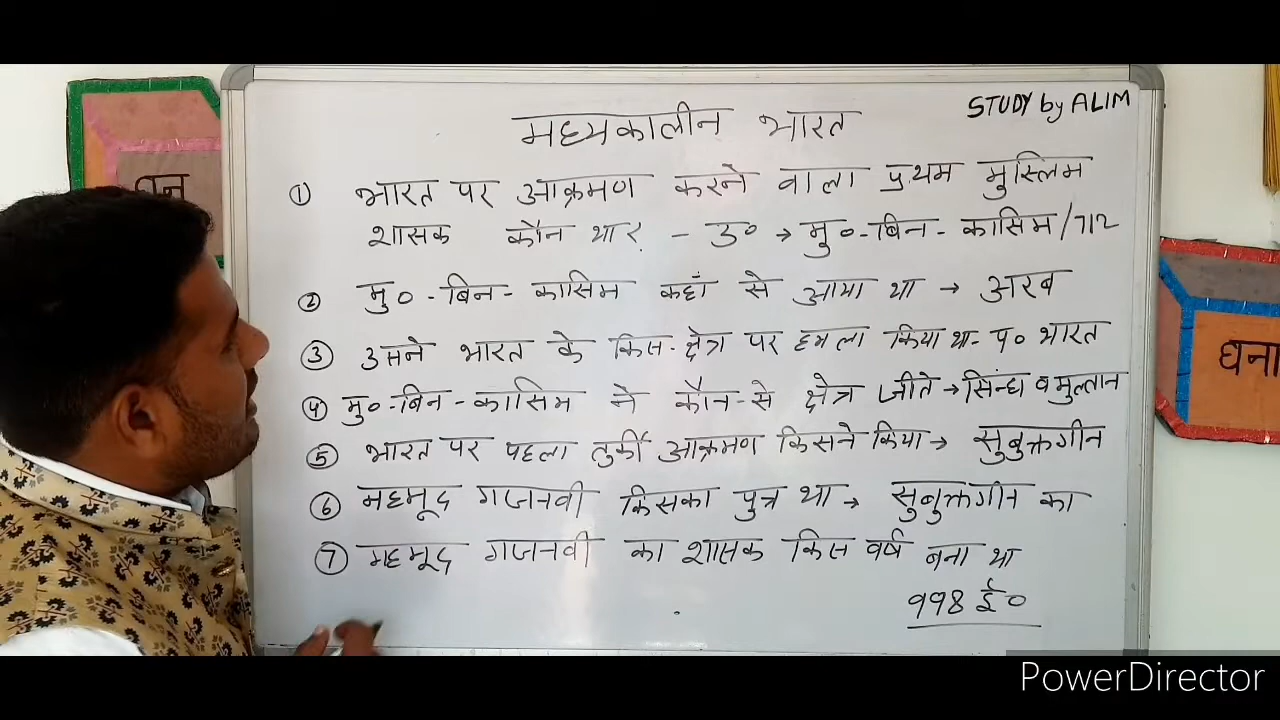 STUDY by ALIM
मध्यकालीन भारत
① भारत पर आक्रमण करने वाला प्रथम मुस्लिम
शासक कौन था? - उ० → मु०-बिन-कासिम/712
② मु०-बिन-कासिम कहाँ से आया था → अरब
③ उसने भारत के किस-क्षेत्र पर हमला किया था- प० भारत
④ मु०-बिन-कासिम ने कौन-से क्षेत्र जीते → सिंन्ध व मुल्तान
⑤ भारत पर पहला तुर्की आक्रमण किसने किया → सुबुक्तगीन
⑥ महमूद गजनवी किसका पुत्र था → सुबुक्तगीन का
⑦ महमूद गजनवी का शासक किस वर्ष बना था
998 ई०
धन
धना
PowerDirector